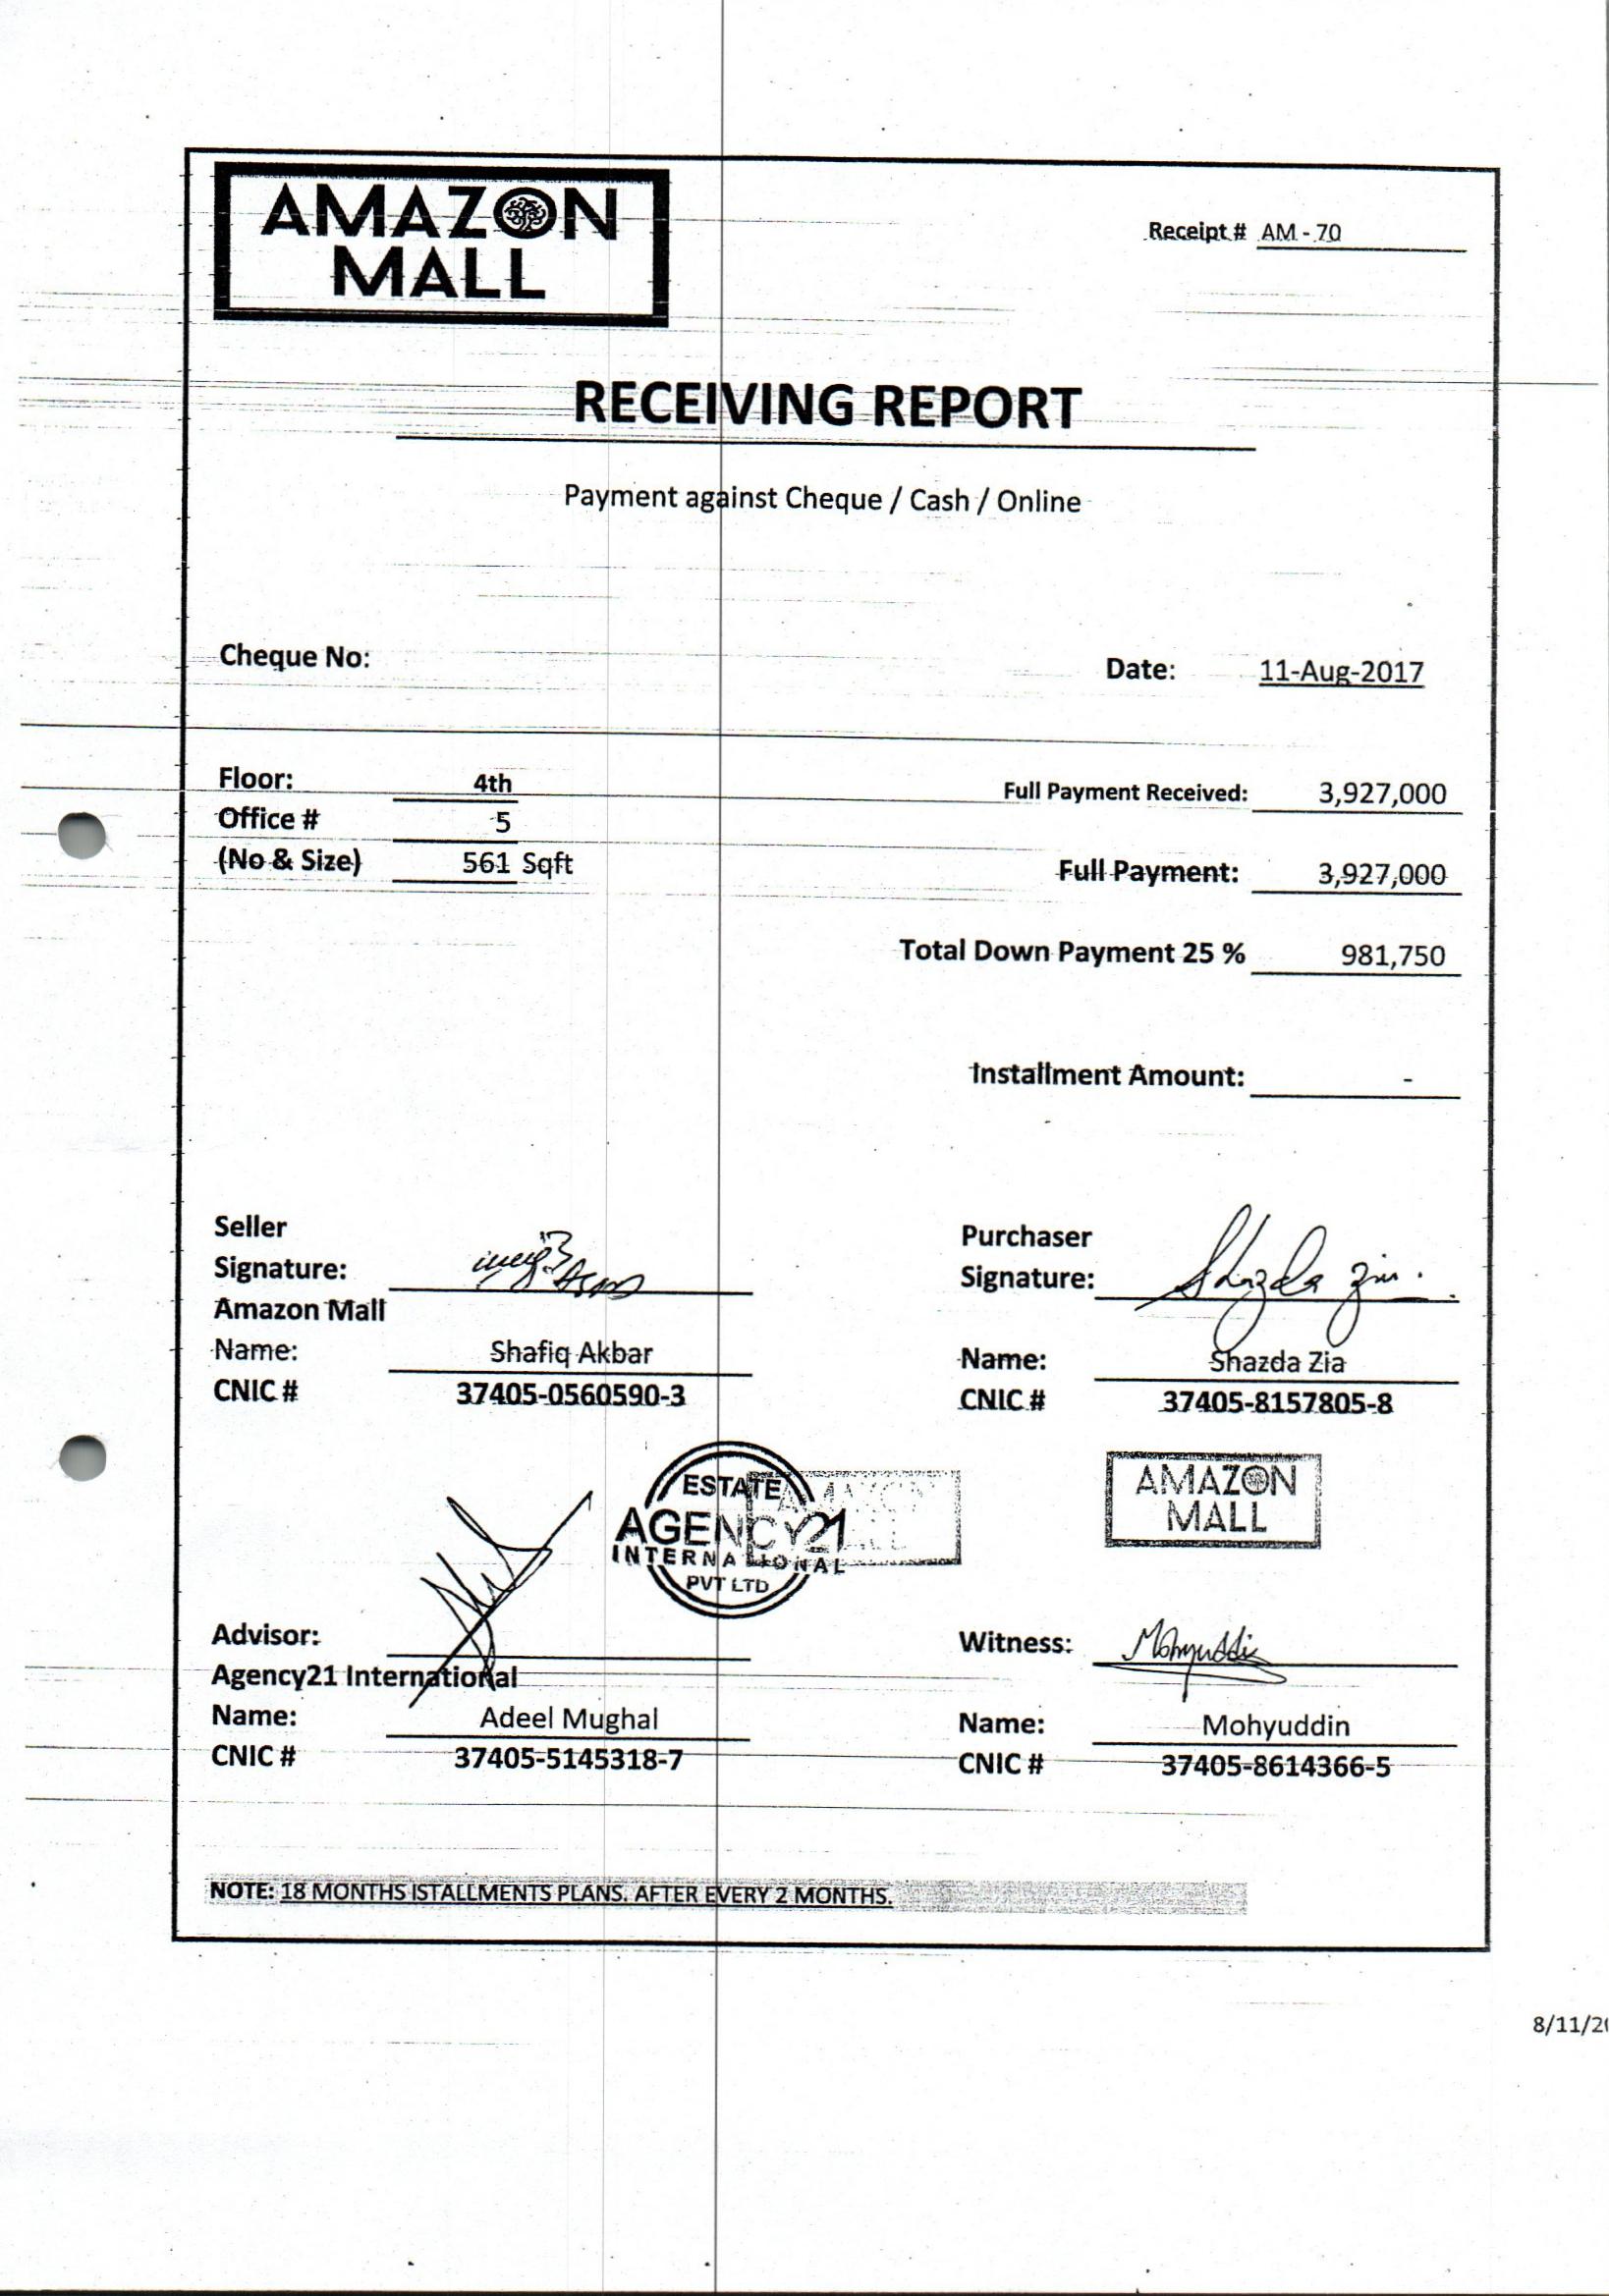 AMAZON
MALL
Receipt # AM - 70
RECEIVING REPORT
Payment against Cheque / Cash / Online
Cheque No:
Date: 11-Aug-2017
Floor: 4th
Full Payment Received: 3,927,000
Office # 5
(No & Size) 561 Sqft
Full Payment: 3,927,000
Total Down Payment 25 % 981,750
Installment Amount: -
Seller
Signature:
Amazon Mall
Name: Shafiq Akbar
CNIC # 37405-0560590-3
Purchaser
Signature: Shazda Zia
Name: Shazda Zia
CNIC # 37405-8157805-8
ESTATE
AGENCY21
INTERNATIONAL
PVT LTD
AMAZON
MALL
AMAZON
MALL
Advisor:
Agency21 International
Name: Adeel Mughal
CNIC # 37405-5145318-7
Witness: Mohyuddin
Name: Mohyuddin
CNIC # 37405-8614366-5
NOTE: 18 MONTHS ISTALLMENTS PLANS. AFTER EVERY 2 MONTHS.
8/11/20